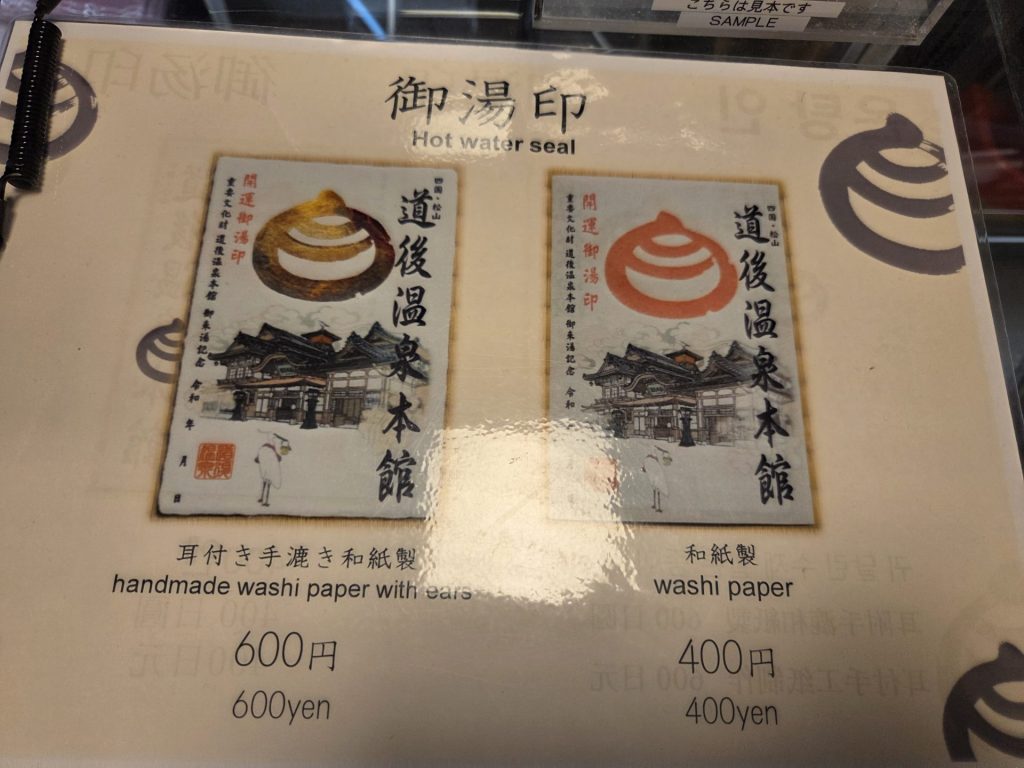 こちらは見本です
SAMPLE
御湯印
Hot water seal
四国・松山
道後温泉本館
開運御湯印
重要文化財 道後温泉本館 御来湯記念 令和 年 月 日
四国・松山
道後温泉本館
開運御湯印
重要文化財 道後温泉本館 御来湯記念 令和
耳付き手漉き和紙製
handmade washi paper with ears
600円
600yen
和紙製
washi paper
400円
400yen